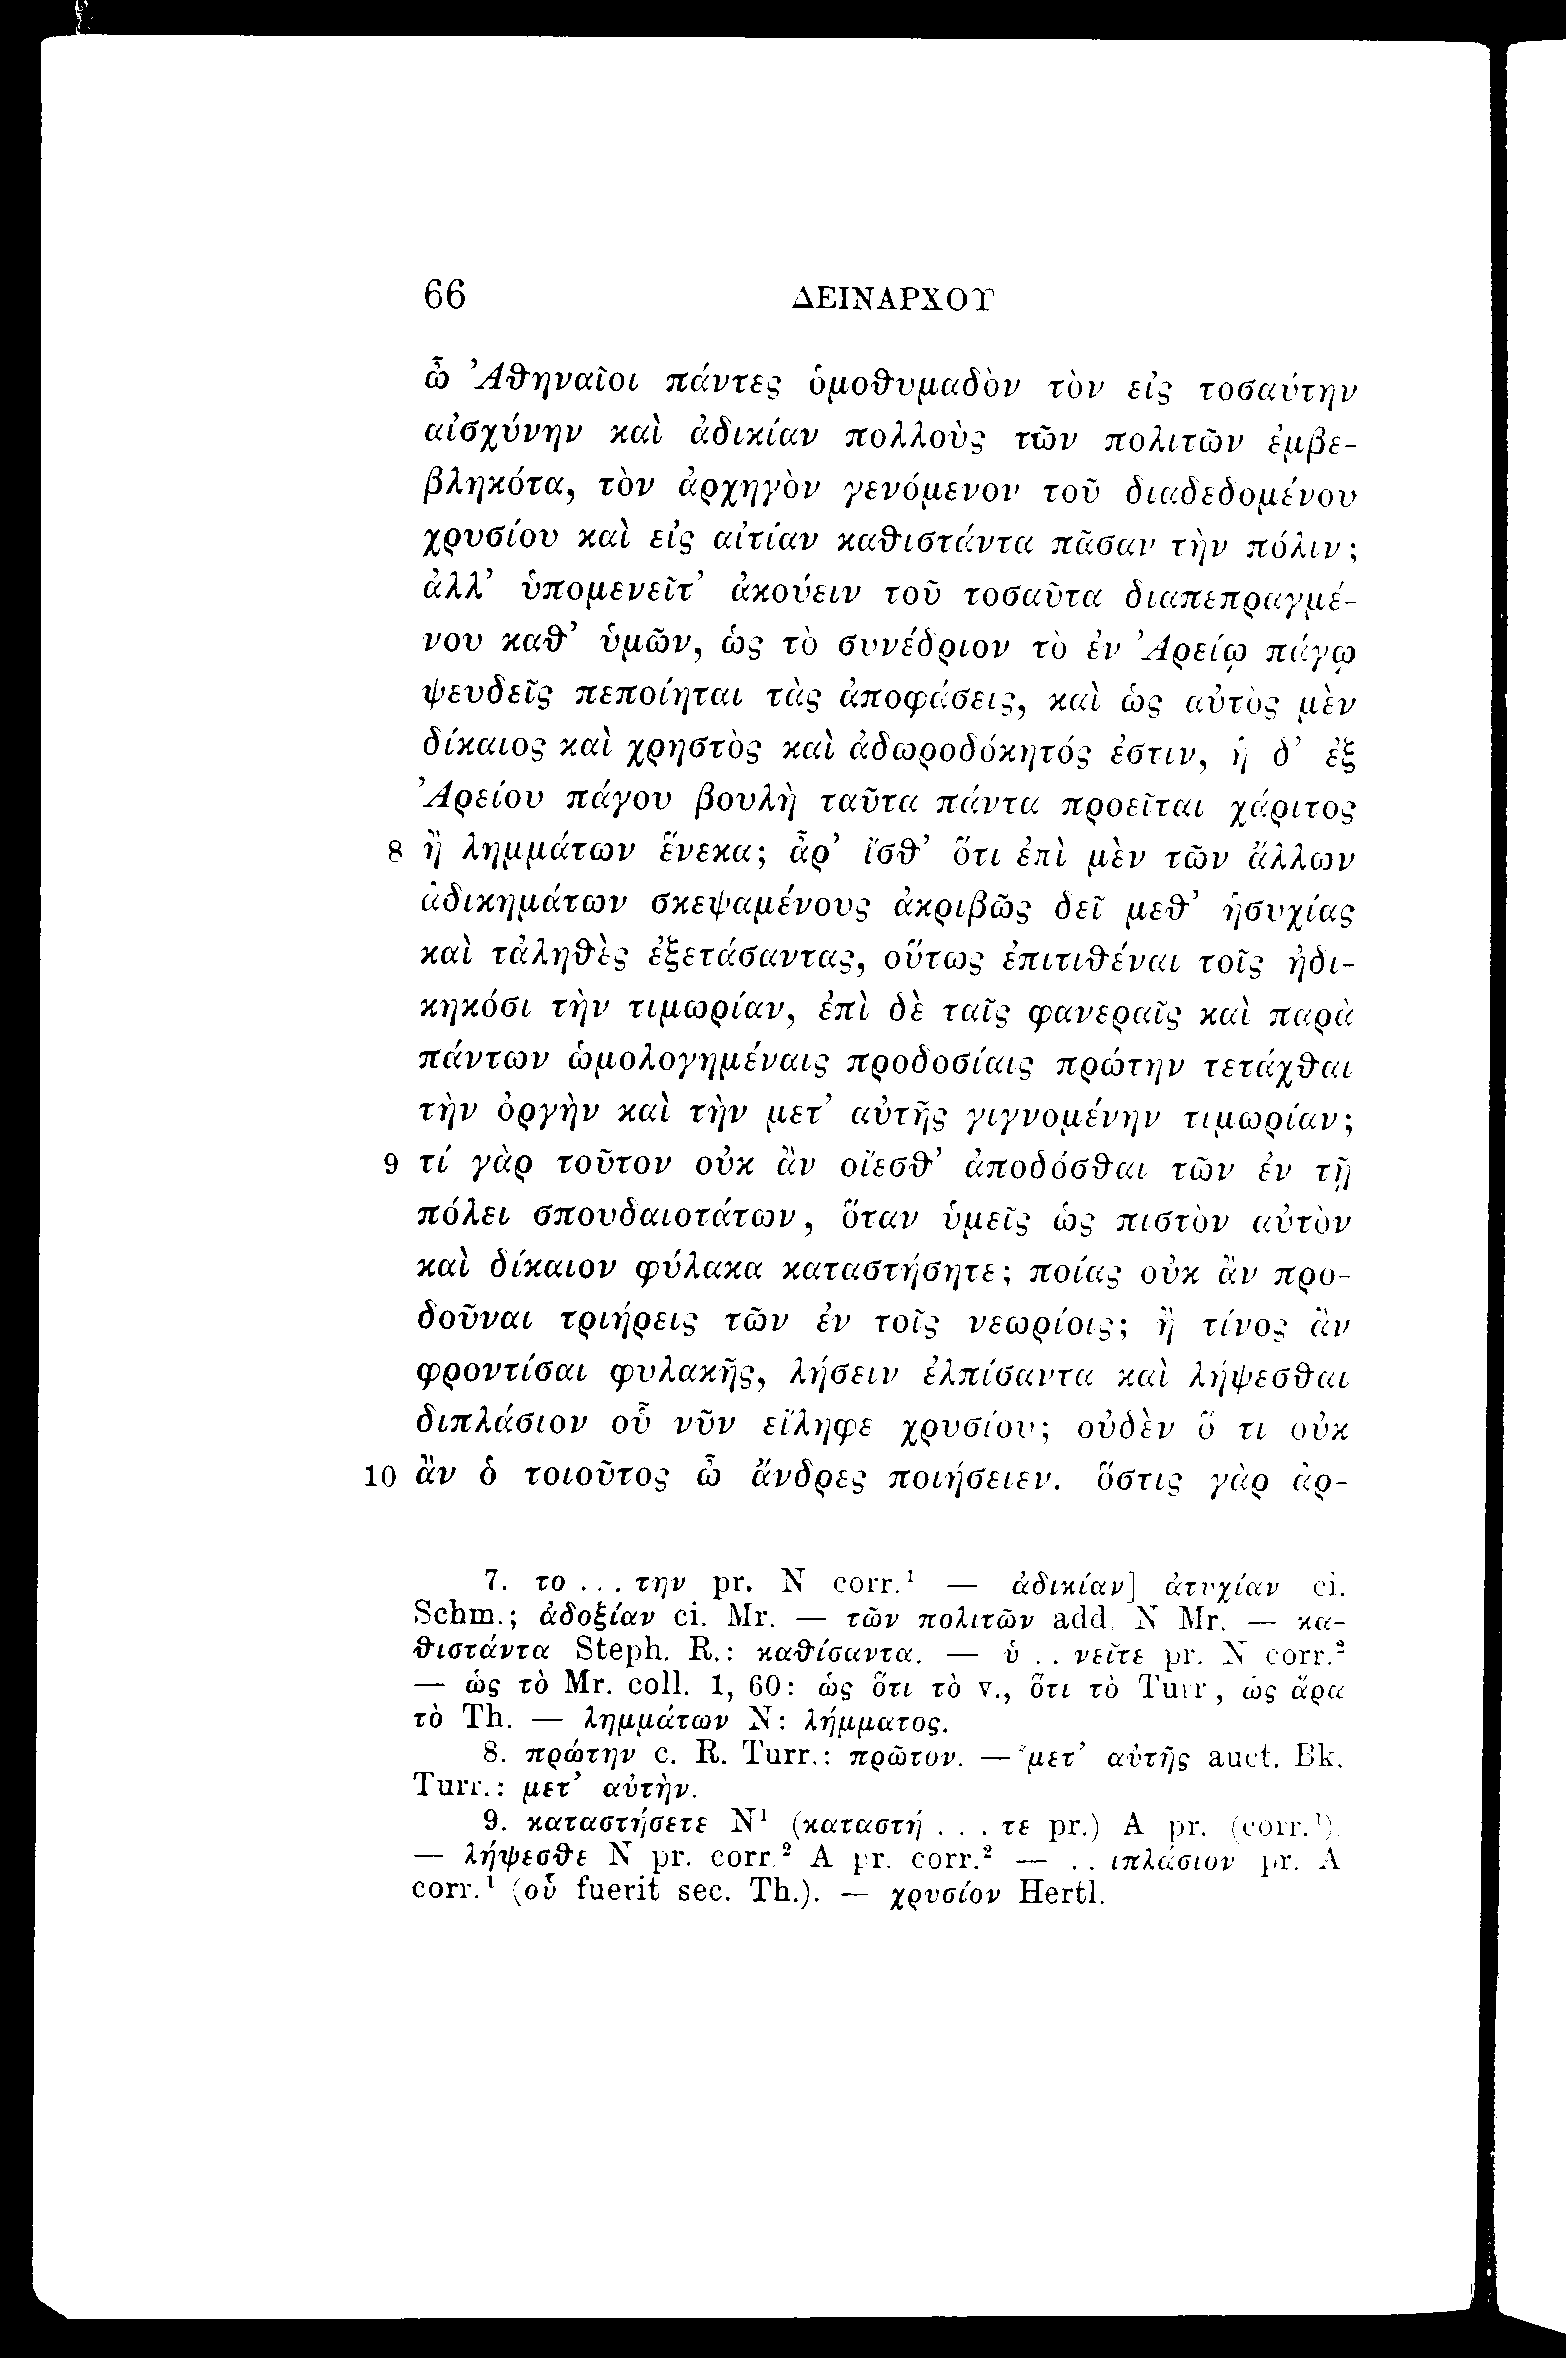 66 ΔΕΙΝΑΡΧΟΥ
ὦ Ἀθηναῖοι πάντες ὁμοθυμαδὸν τὸν εἰς τοσαύτην
αἰσχύνην καὶ ἀδικίαν πολλοὺς τῶν πολιτῶν ἐμβε-
βληκότα, τὸν ἀρχηγὸν γενόμενον τοῦ διαδεδομένου
χρυσίου καὶ εἰς αἰτίαν καθιστάντα πᾶσαν τὴν πόλιν;
ἀλλ’ ὑπομενεῖτ’ ἀκούειν τοῦ τοσαῦτα διαπεπραγμέ-
νου καθ’ ὑμῶν, ὡς τὸ συνέδριον τὸ ἐν Ἀρείῳ πάγῳ
ψευδεῖς πεποίηται τὰς ἀποφάσεις, καὶ ὡς αὐτὸς μὲν
δίκαιος καὶ χρηστὸς καὶ ἀδωροδόκητός ἐστιν, ἡ δ’ ἐξ
Ἀρείου πάγου βουλὴ ταῦτα πάντα προεῖται χάριτος
8 ἢ λημμάτων ἕνεκα; ἆρ’ ἴσθ’ ὅτι ἐπὶ μὲν τῶν ἄλλων
ἀδικημάτων σκεψαμένους ἀκριβῶς δεῖ μεθ’ ἡσυχίας
καὶ τἀληθὲς ἐξετάσαντας, οὕτως ἐπιτιθέναι τοῖς ἠδι-
κηκόσι τὴν τιμωρίαν, ἐπὶ δὲ ταῖς φανεραῖς καὶ παρὰ
πάντων ὡμολογημέναις προδοσίαις πρώτην τετάχθαι
τὴν ὀργὴν καὶ τὴν μετ’ αὐτῆς γιγνομένην τιμωρίαν;
9 τί γὰρ τοῦτον οὐκ ἂν οἴεσθ’ ἀποδόσθαι τῶν ἐν τῇ
πόλει σπουδαιοτάτων, ὅταν ὑμεῖς ὡς πιστὸν αὐτὸν
καὶ δίκαιον φύλακα καταστήσητε; ποίας οὐκ ἂν προ-
δοῦναι τριήρεις τῶν ἐν τοῖς νεωρίοις; ἢ τίνος ἂν
φροντίσαι φυλακῆς, λήσειν ἐλπίσαντα καὶ λήψεσθαι
διπλάσιον οὗ νῦν εἴληφε χρυσίου; οὐδὲν ὅ τι οὐκ
10 ἂν ὁ τοιοῦτος ὦ ἄνδρες ποιήσειεν. ὅστις γὰρ ἀρ-
7. το . . . την pr. N corr.¹ — ἀδικίαν] ἀτυχίαν ci.
Schm.; ἀδοξίαν ci. Mr. — τῶν πολιτῶν add. N Mr. — κα-
θιστάντα Steph. R.: καθίσαντα. — ὑ . . νεῖτε pr. N corr.²
— ὡς τὸ Mr. coll. 1, 60: ὡς ὅτι τὸ v., ὅτι τὸ Turr, ὡς ἄρα
τὸ Th. — λημμάτων N: λήμματος.
8. πρώτην c. R. Turr.: πρῶτον. — μετ’ αὐτῆς auct. Bk.
Turr.: μετ’ αὐτὴν.
9. καταστήσετε N¹ (καταστή . . . τε pr.) A pr. (corr.¹).
— λήψεσθε N pr. corr.² A pr. corr.² — . . ιπλάσιον pr. A
corr.¹ (οὗ fuerit sec. Th.). — χρυσίον Hertl.